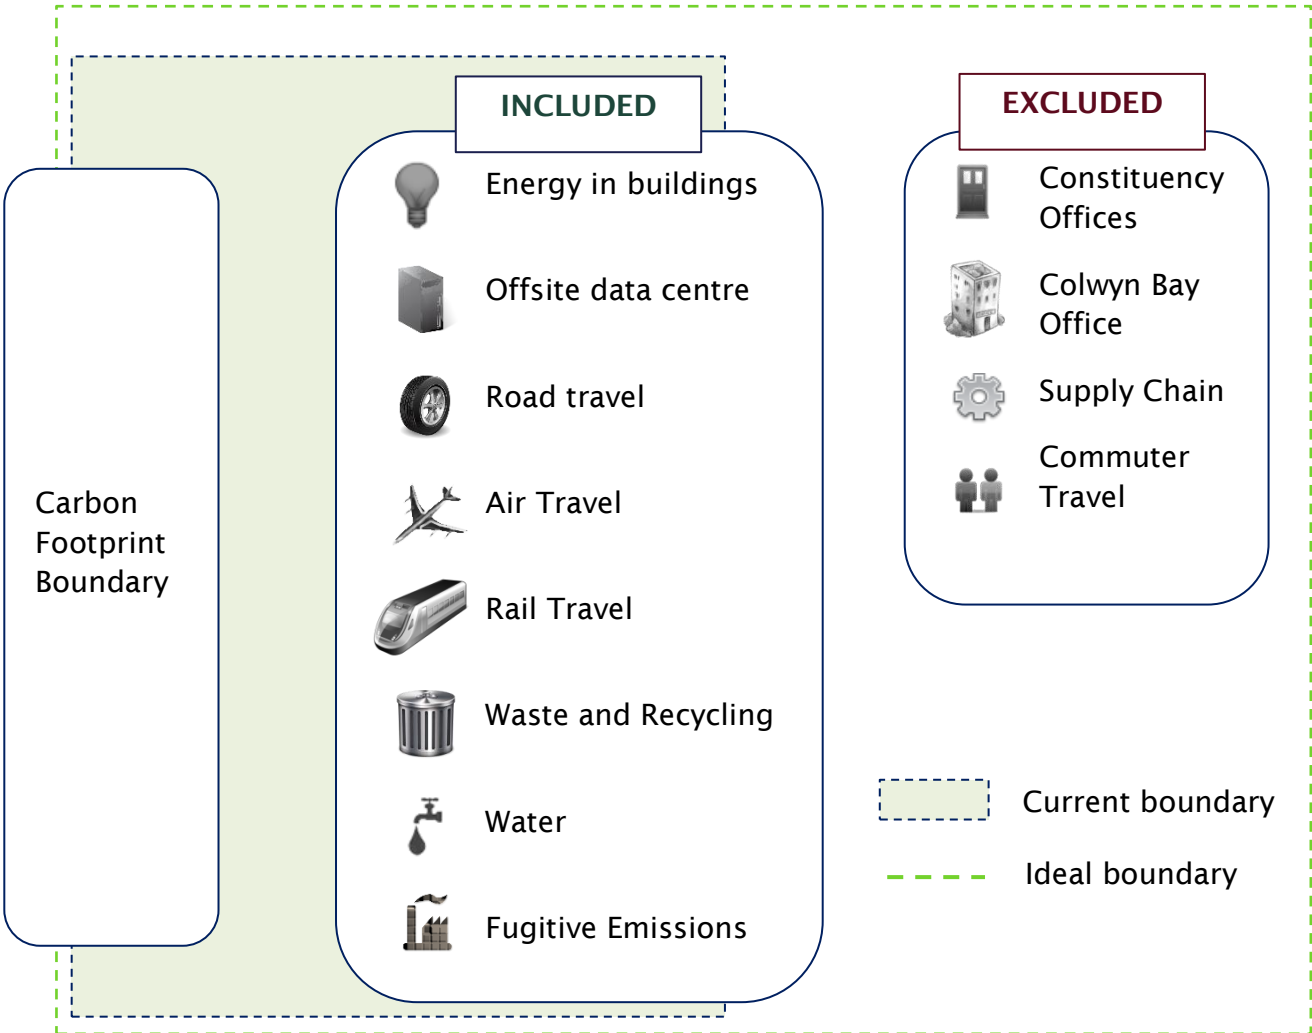 INCLUDED
Energy in buildings
Offsite data centre
Road travel
Air Travel
Rail Travel
Waste and Recycling
Water
Fugitive Emissions
EXCLUDED
Constituency
Offices
Colwyn Bay
Office
Supply Chain
Commuter
Travel
Carbon
Footprint
Boundary
Current boundary
Ideal boundary